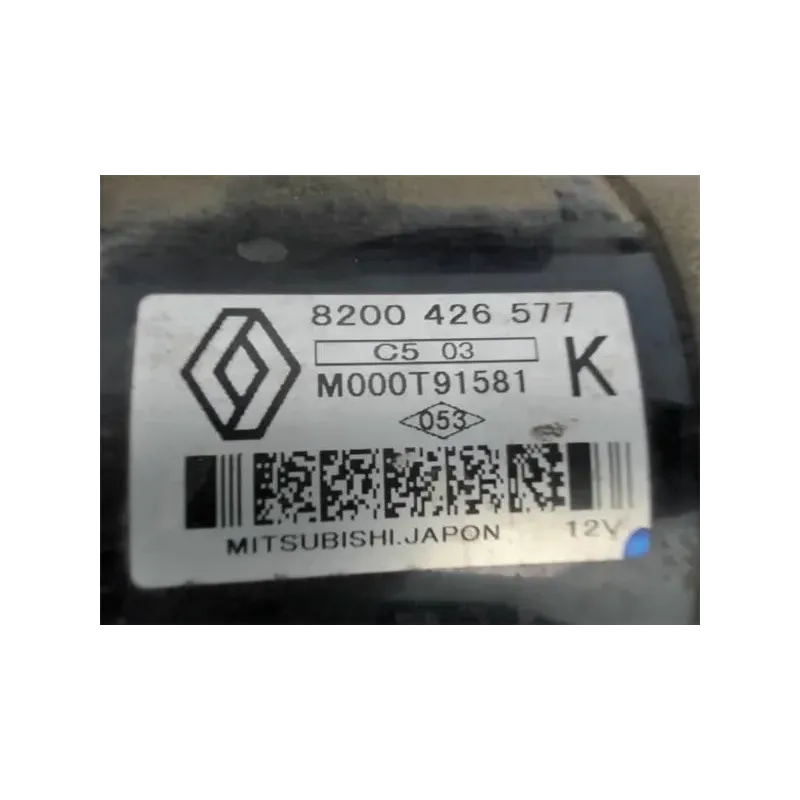 8200 426 577
C5 03
M000T91581 K
053
MITSUBISHI.JAPON 12V